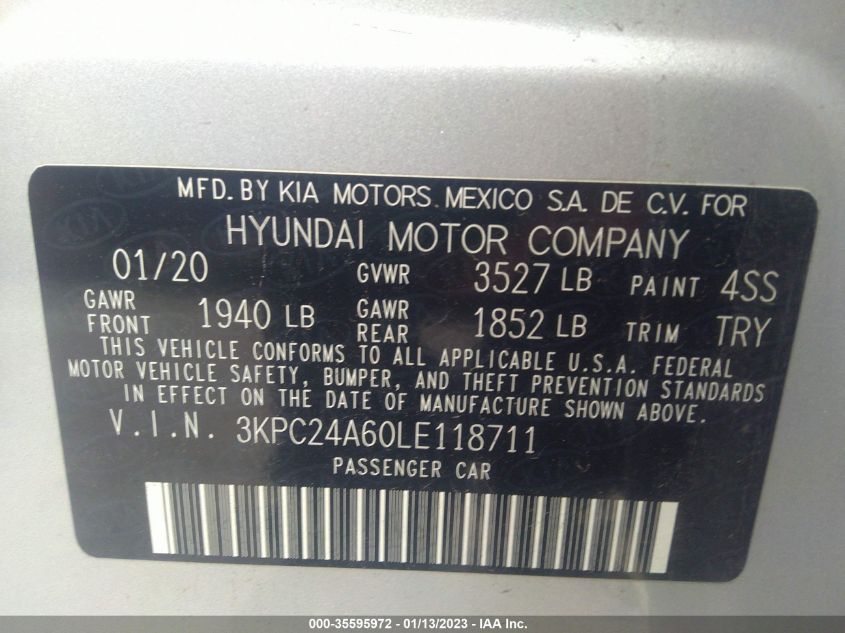 MFD. BY KIA MOTORS MEXICO S.A. DE C.V. FOR
HYUNDAI MOTOR COMPANY
01/20 GVWR 3527 LB PAINT 4SS
GAWR FRONT 1940 LB GAWR REAR 1852 LB TRIM TRY
THIS VEHICLE CONFORMS TO ALL APPLICABLE U.S.A. FEDERAL
MOTOR VEHICLE SAFETY, BUMPER, AND THEFT PREVENTION STANDARDS
IN EFFECT ON THE DATE OF MANUFACTURE SHOWN ABOVE.
V.I.N. 3KPC24A60LE118711
PASSENGER CAR
000-35595972 - 01/13/2023 - IAA Inc.